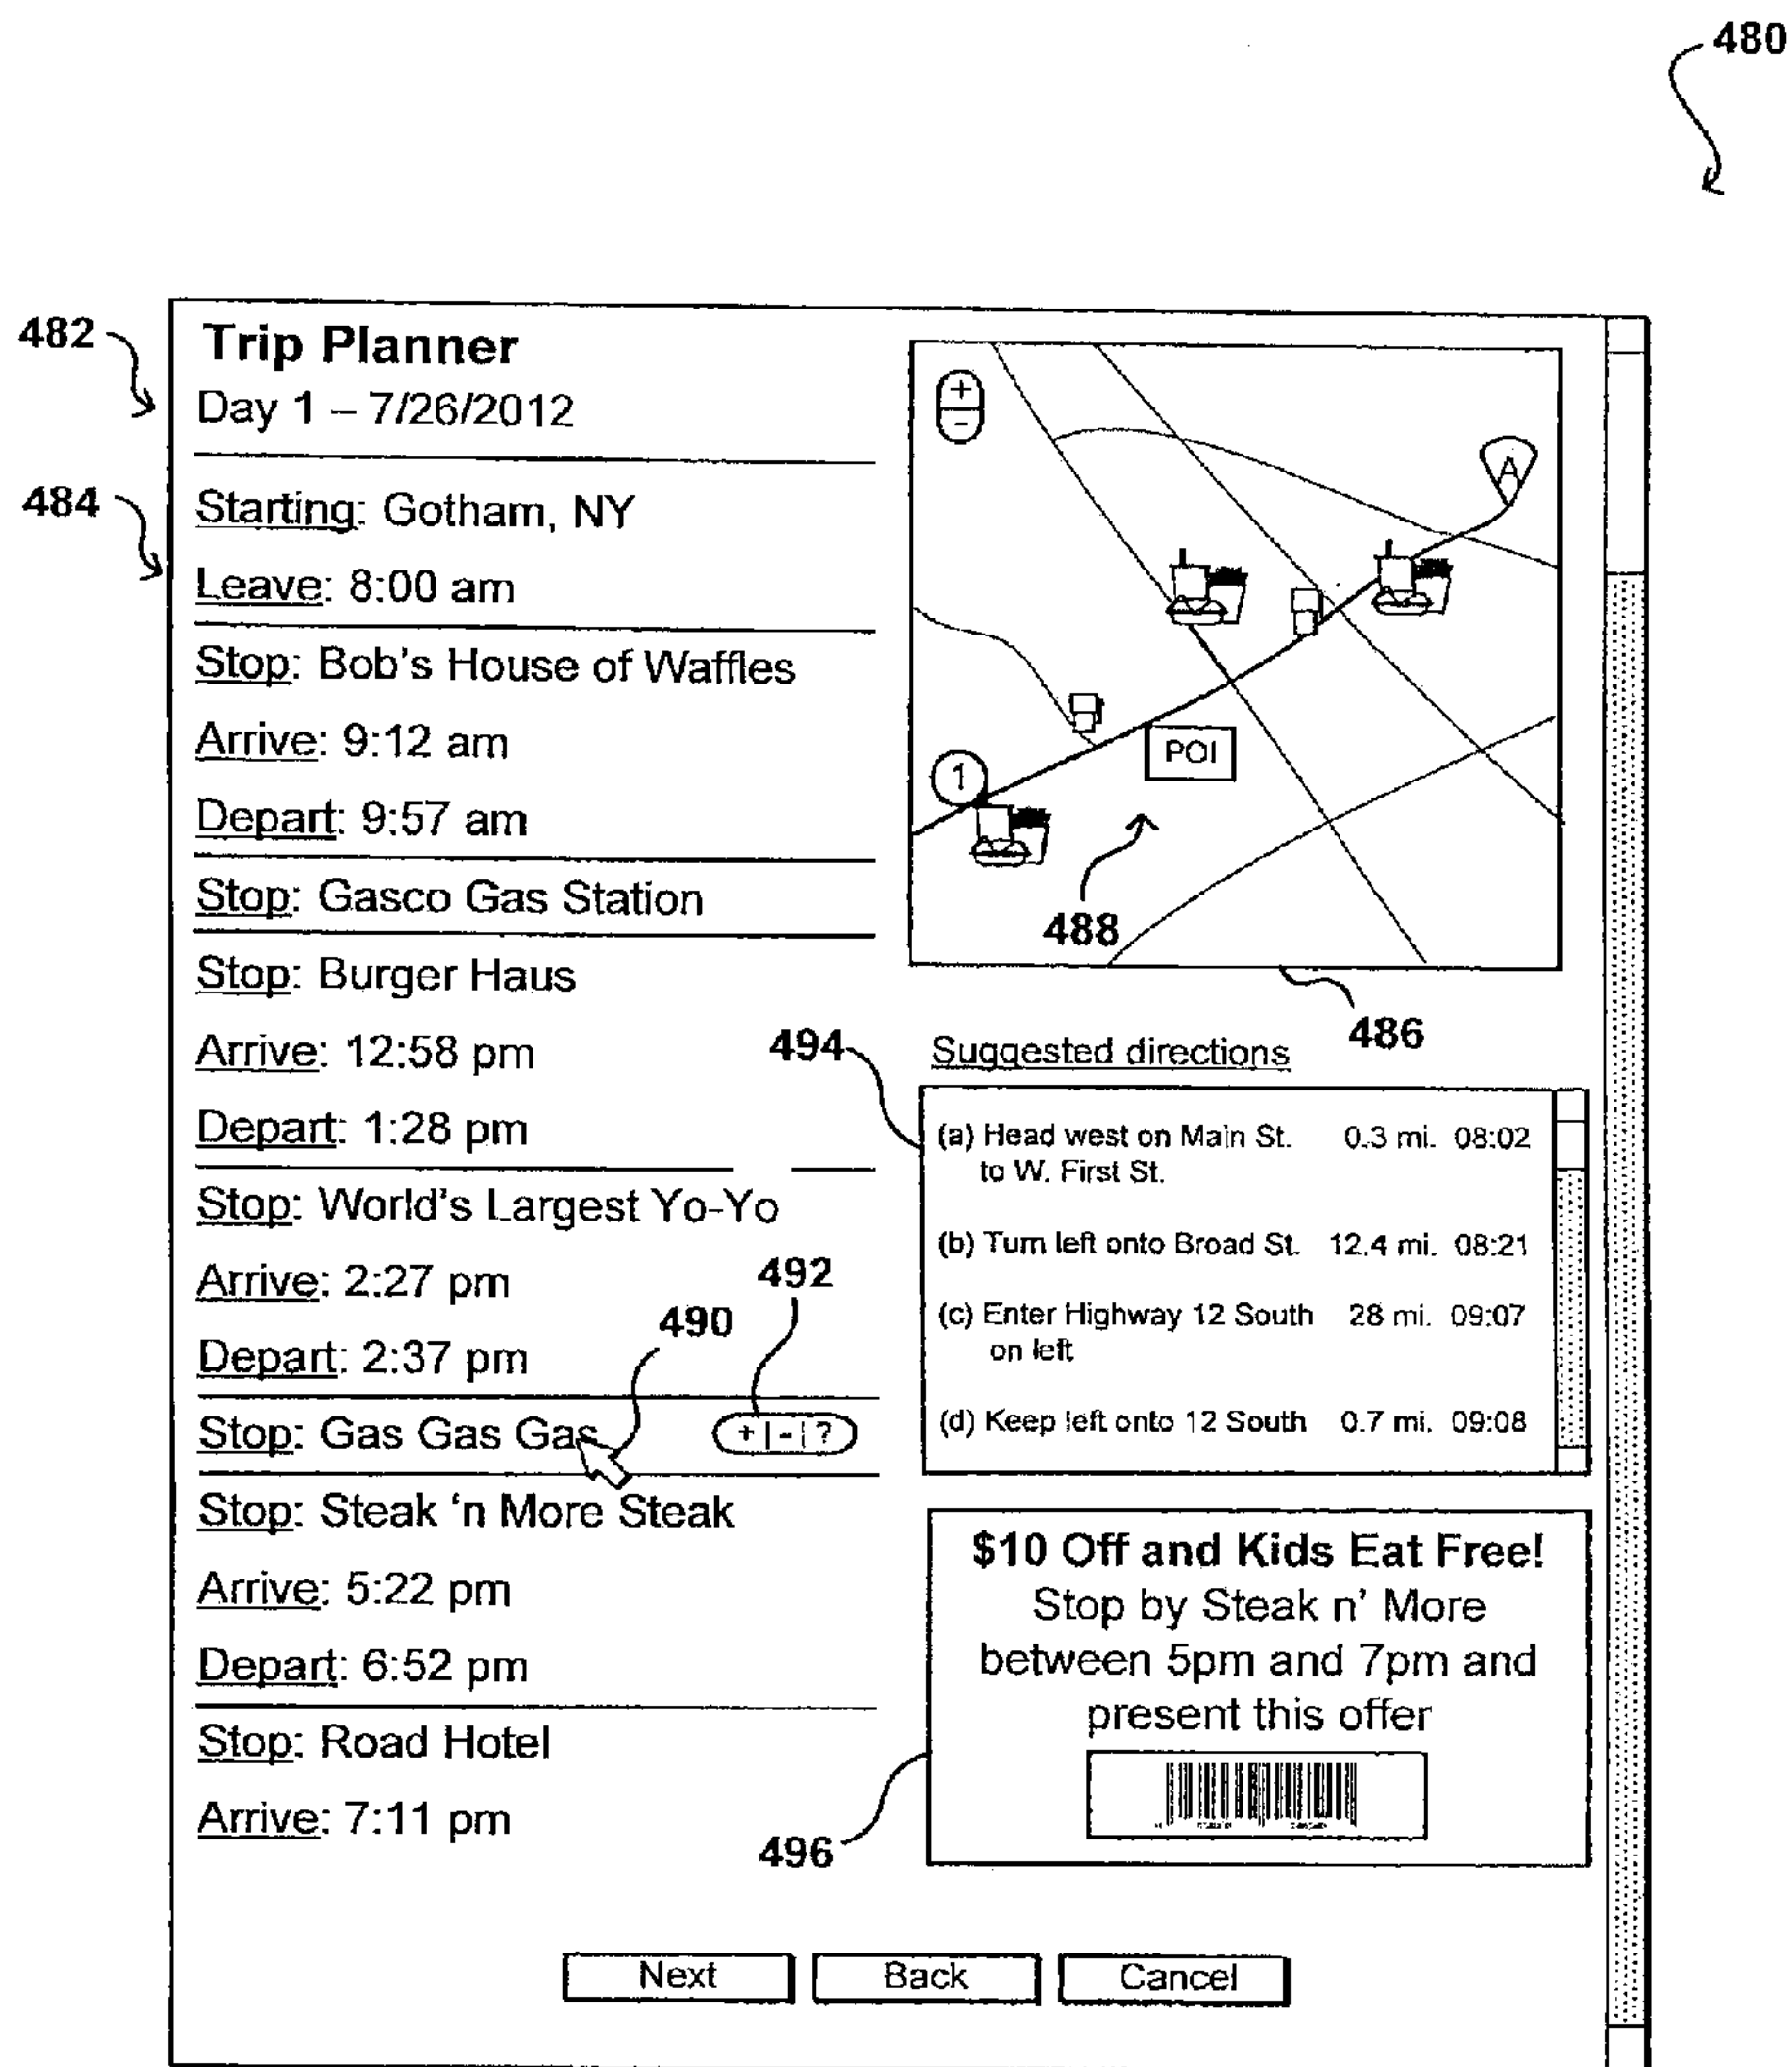 480
482
Trip Planner
Day 1 – 7/26/2012
484
Starting: Gotham, NY
Leave: 8:00 am
Stop: Bob's House of Waffles
Arrive: 9:12 am
Depart: 9:57 am
Stop: Gasco Gas Station
Stop: Burger Haus
Arrive: 12:58 pm
Depart: 1:28 pm
Stop: World's Largest Yo-Yo
Arrive: 2:27 pm
492
490
Depart: 2:37 pm
Stop: Gas Gas Gas
+ | - | ?
Stop: Steak 'n More Steak
Arrive: 5:22 pm
Depart: 6:52 pm
Stop: Road Hotel
Arrive: 7:11 pm
+
-
A
POI
1
488
486
494
Suggested directions
(a) Head west on Main St. 0.3 mi. 08:02
to W. First St.
(b) Turn left onto Broad St. 12.4 mi. 08:21
(c) Enter Highway 12 South 28 mi. 09:07
on left
(d) Keep left onto 12 South 0.7 mi. 09:08
$10 Off and Kids Eat Free!
Stop by Steak n' More
between 5pm and 7pm and
present this offer
496
Next Back Cancel